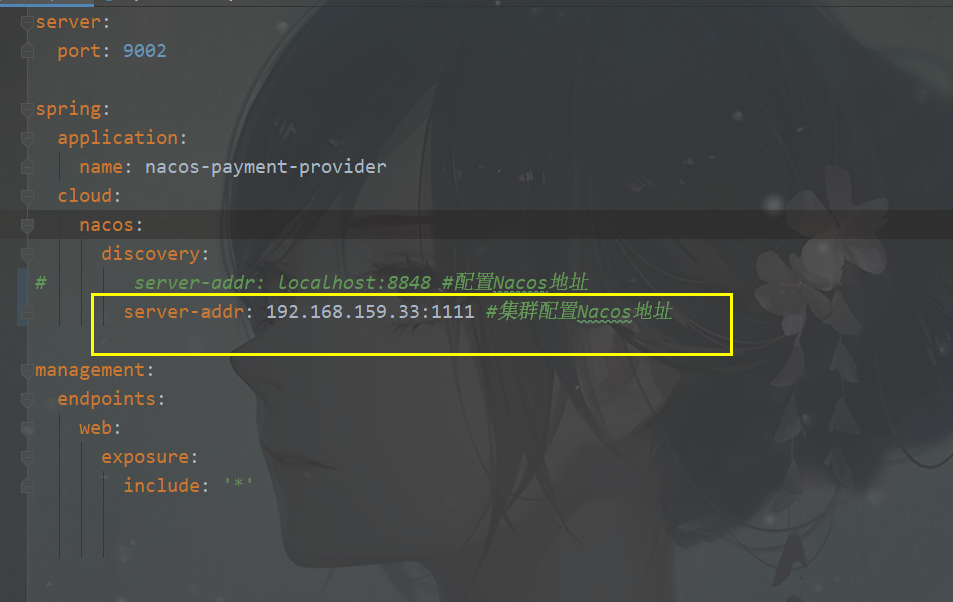 server:
  port: 9002
spring:
  application:
    name: nacos-payment-provider
  cloud:
    nacos:
      discovery:
#        server-addr: localhost:8848 #配置Nacos地址
        server-addr: 192.168.159.33:1111 #集群配置Nacos地址
management:
  endpoints:
    web:
      exposure:
        include: '*'